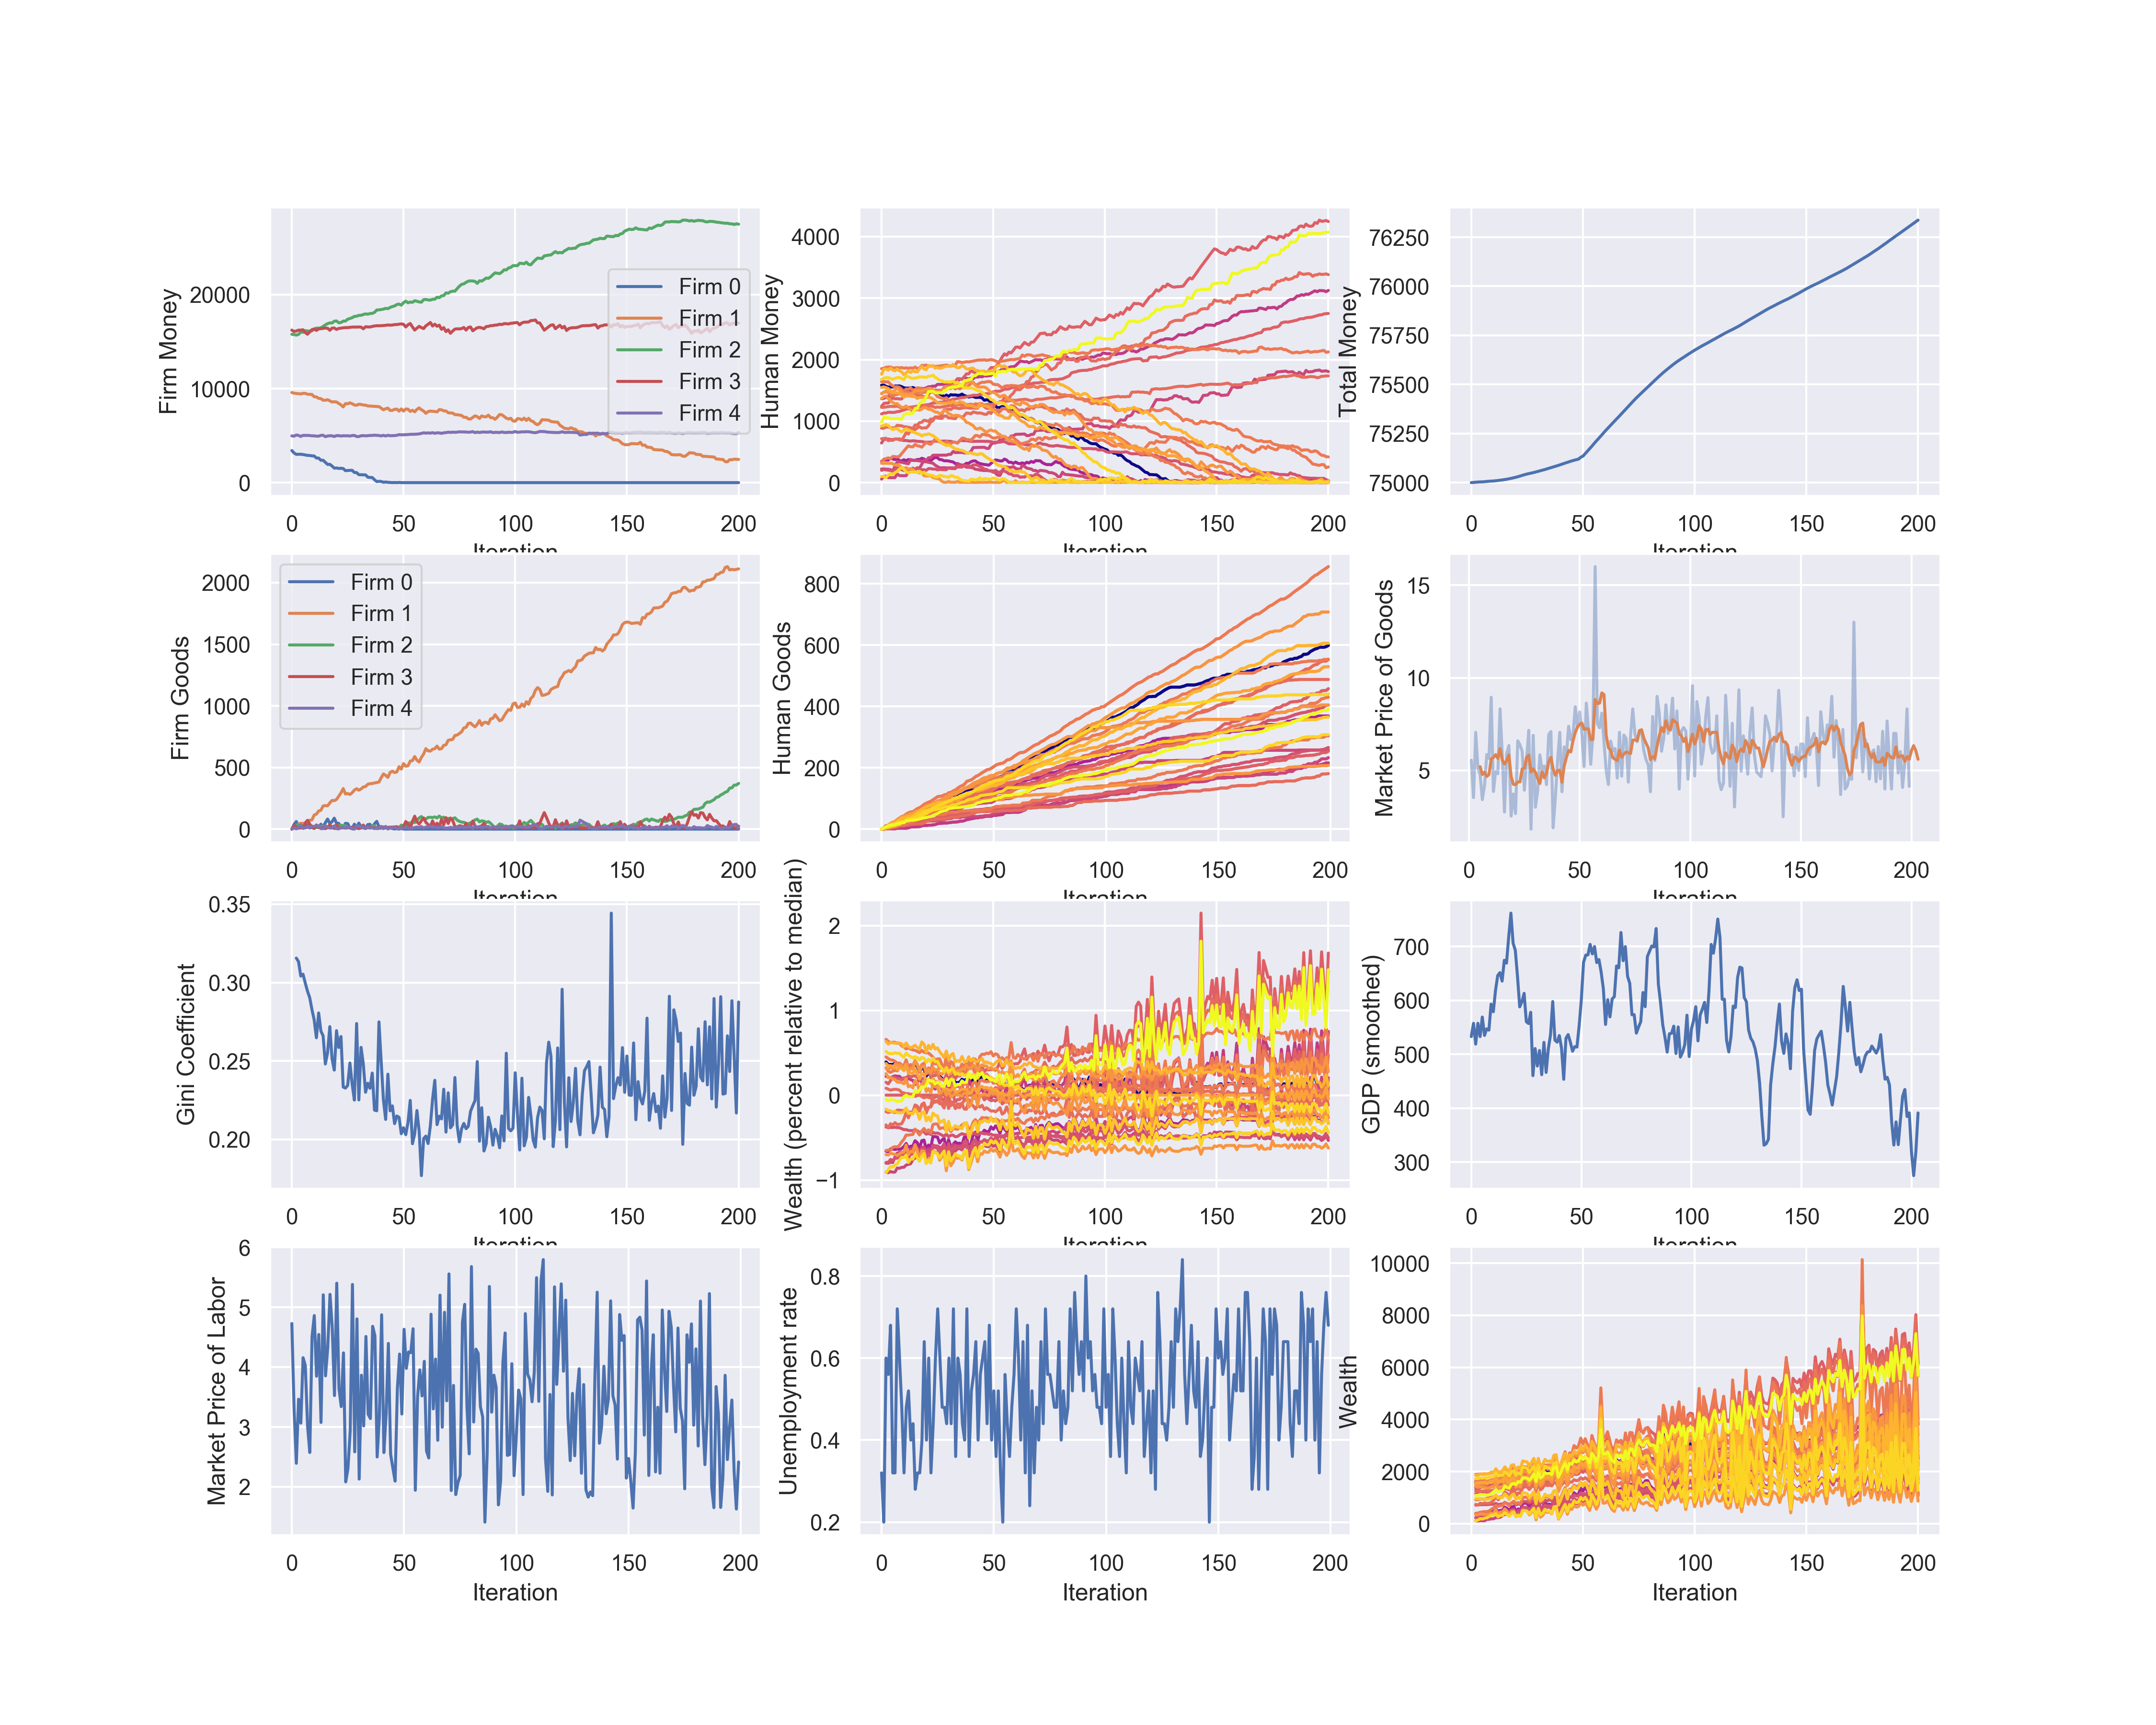 Firm Money
20000
10000
0
Firm 0
Firm 1
Firm 2
Firm 3
Firm 4
0 50 100 150 200
Iteration
Human Money
4000
3000
2000
1000
0
0 50 100 150 200
Iteration
Total Money
76250
76000
75750
75500
75250
75000
0 50 100 150 200
Iteration
Firm Goods
2000
1500
1000
500
0
Firm 0
Firm 1
Firm 2
Firm 3
Firm 4
0 50 100 150 200
Iteration
Human Goods
800
600
400
200
0
0 50 100 150 200
Iteration
Market Price of Goods
15
10
5
0 50 100 150 200
Iteration
Gini Coefficient
0.35
0.30
0.25
0.20
0 50 100 150 200
Iteration
Wealth (percent relative to median)
2
1
0
−1
0 50 100 150 200
Iteration
GDP (smoothed)
700
600
500
400
300
0 50 100 150 200
Iteration
Market Price of Labor
6
5
4
3
2
0 50 100 150 200
Iteration
Unemployment rate
0.8
0.6
0.4
0.2
0 50 100 150 200
Iteration
Wealth
10000
8000
6000
4000
2000
0
0 50 100 150 200
Iteration